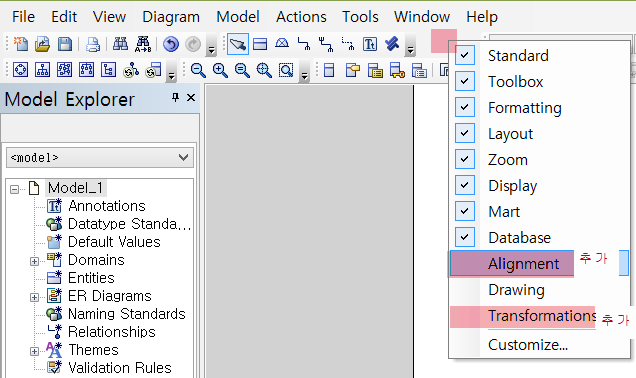 File Edit View Diagram Model Actions Tools Window Help
Model Explorer
<model>
Model_1
Annotations
Datatype Standa...
Default Values
Domains
Entities
ER Diagrams
Naming Standards
Relationships
Themes
Validation Rules
Standard
Toolbox
Formatting
Layout
Zoom
Display
Mart
Database
Alignment 추가
Drawing
Transformations 추가
Customize...